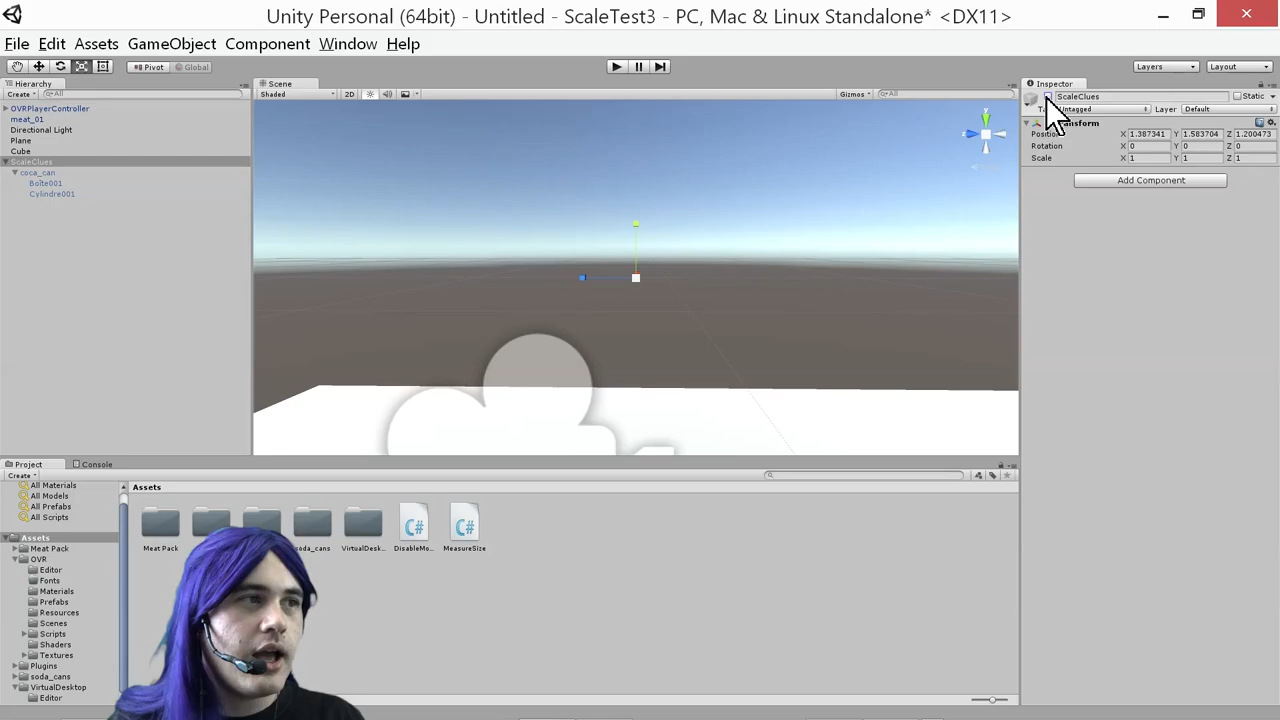 Unity Personal (64bit) - Untitled - ScaleTest3 - PC, Mac & Linux Standalone* <DX11>
File Edit Assets GameObject Component Window Help
Pivot Global Layers Layout
Hierarchy
Create All
OVRPlayerController
meat_01
Directional Light
Plane
Cube
ScaleClues
coca_can
Boîte001
Cylindre001
Scene
Shaded 2D Gizmos All
y
z
Inspector
ScaleClues Static
Untagged Layer Default
Position X 1.387341 Y 1.583704 Z 1.200473
Rotation X 0 Y 0 Z 0
Scale X 1 Y 1 Z 1
Add Component
Project Console
Create
All Materials
All Models
All Prefabs
All Scripts
Assets
Meat Pack
OVR
Editor
Fonts
Materials
Prefabs
Resources
Scenes
Scripts
Shaders
Textures
Plugins
soda_cans
VirtualDesktop
Editor
Assets
Meat Pack
soda_cans
VirtualDesk...
C#
DisableMo...
C#
MeasureSize